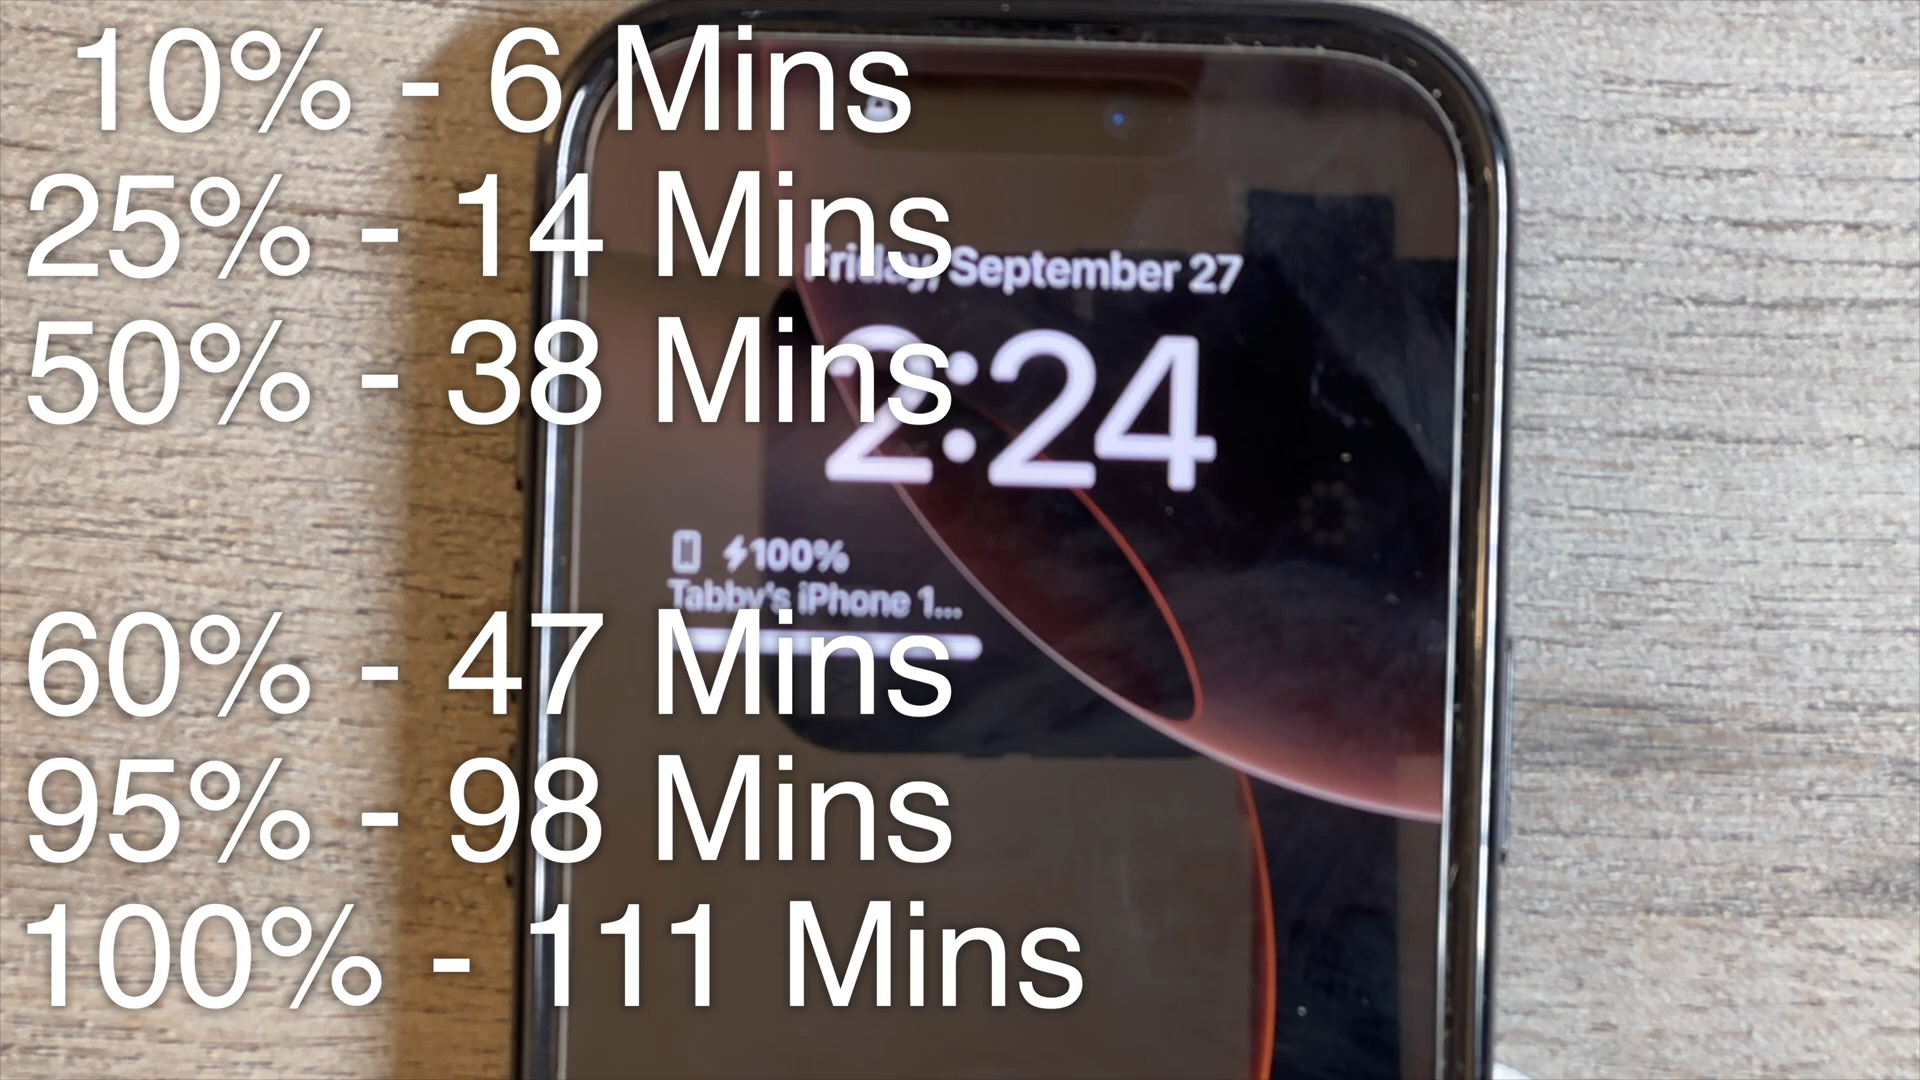 10% - 6 Mins
25% - 14 Mins
Friday, September 27
50% - 38 Mins
2:24
100%
Tabby's iPhone 1...
60% - 47 Mins
95% - 98 Mins
100% - 111 Mins